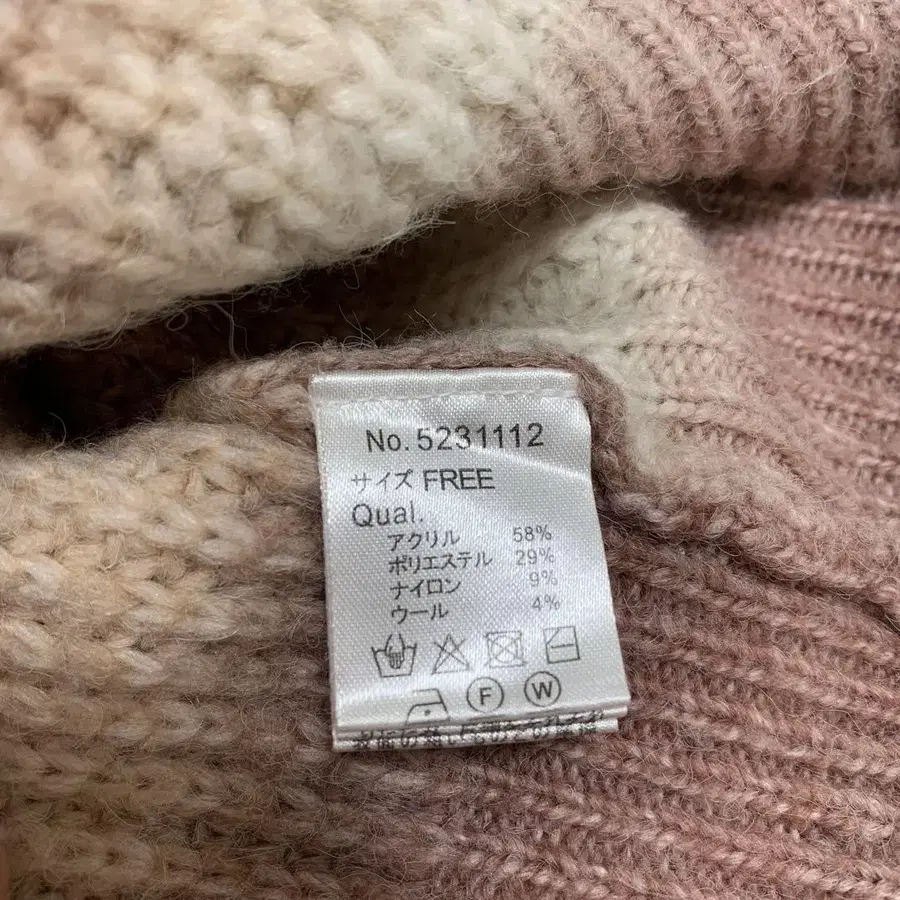 No. 5231112
サイズ FREE
Qual.
アクリル 58%
ポリエステル 29%
ナイロン 9%
ウール 4%
F W